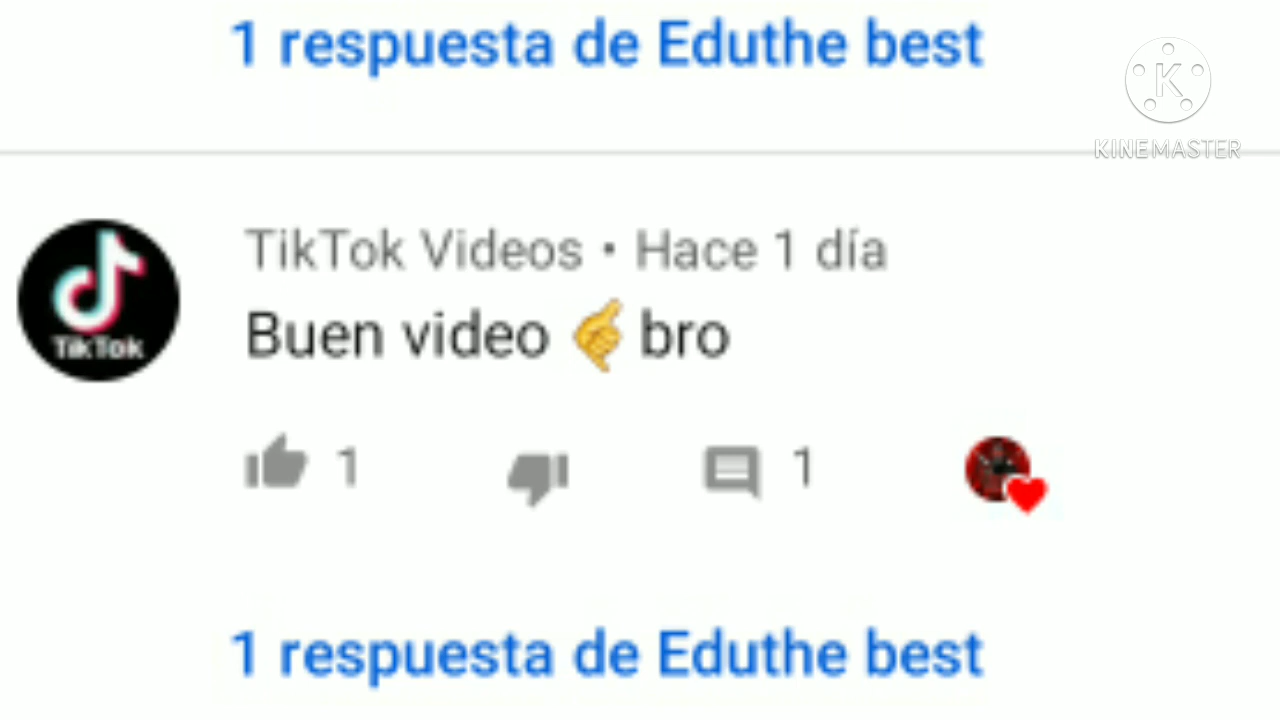 1 respuesta de Eduthe best
K
KINEMASTER
TikTok Videos • Hace 1 día
TikTok
Buen video 🤙 bro
1
1
1 respuesta de Eduthe best